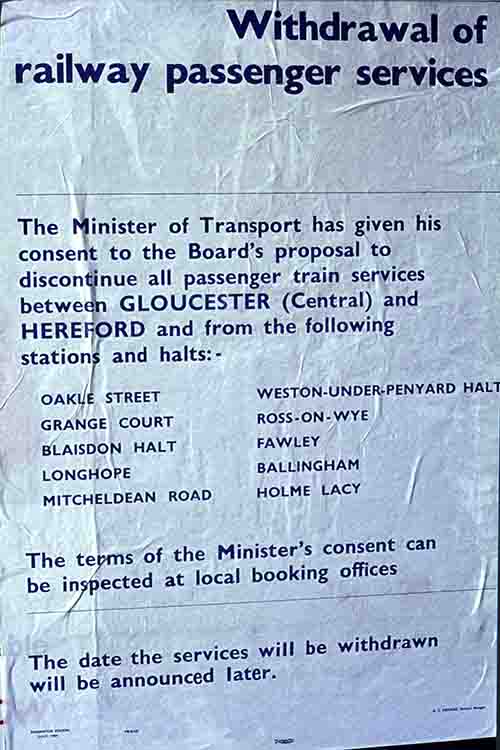 Withdrawal of
railway passenger services
The Minister of Transport has given his
consent to the Board's proposal to
discontinue all passenger train services
between GLOUCESTER (Central) and
HEREFORD and from the following
stations and halts:-
OAKLE STREET
GRANGE COURT
BLAISDON HALT
LONGHOPE
MITCHELDEAN ROAD
WESTON-UNDER-PENYARD HALT
ROSS-ON-WYE
FAWLEY
BALLINGHAM
HOLME LACY
The terms of the Minister's consent can
be inspected at local booking offices
The date the services will be withdrawn
will be announced later.